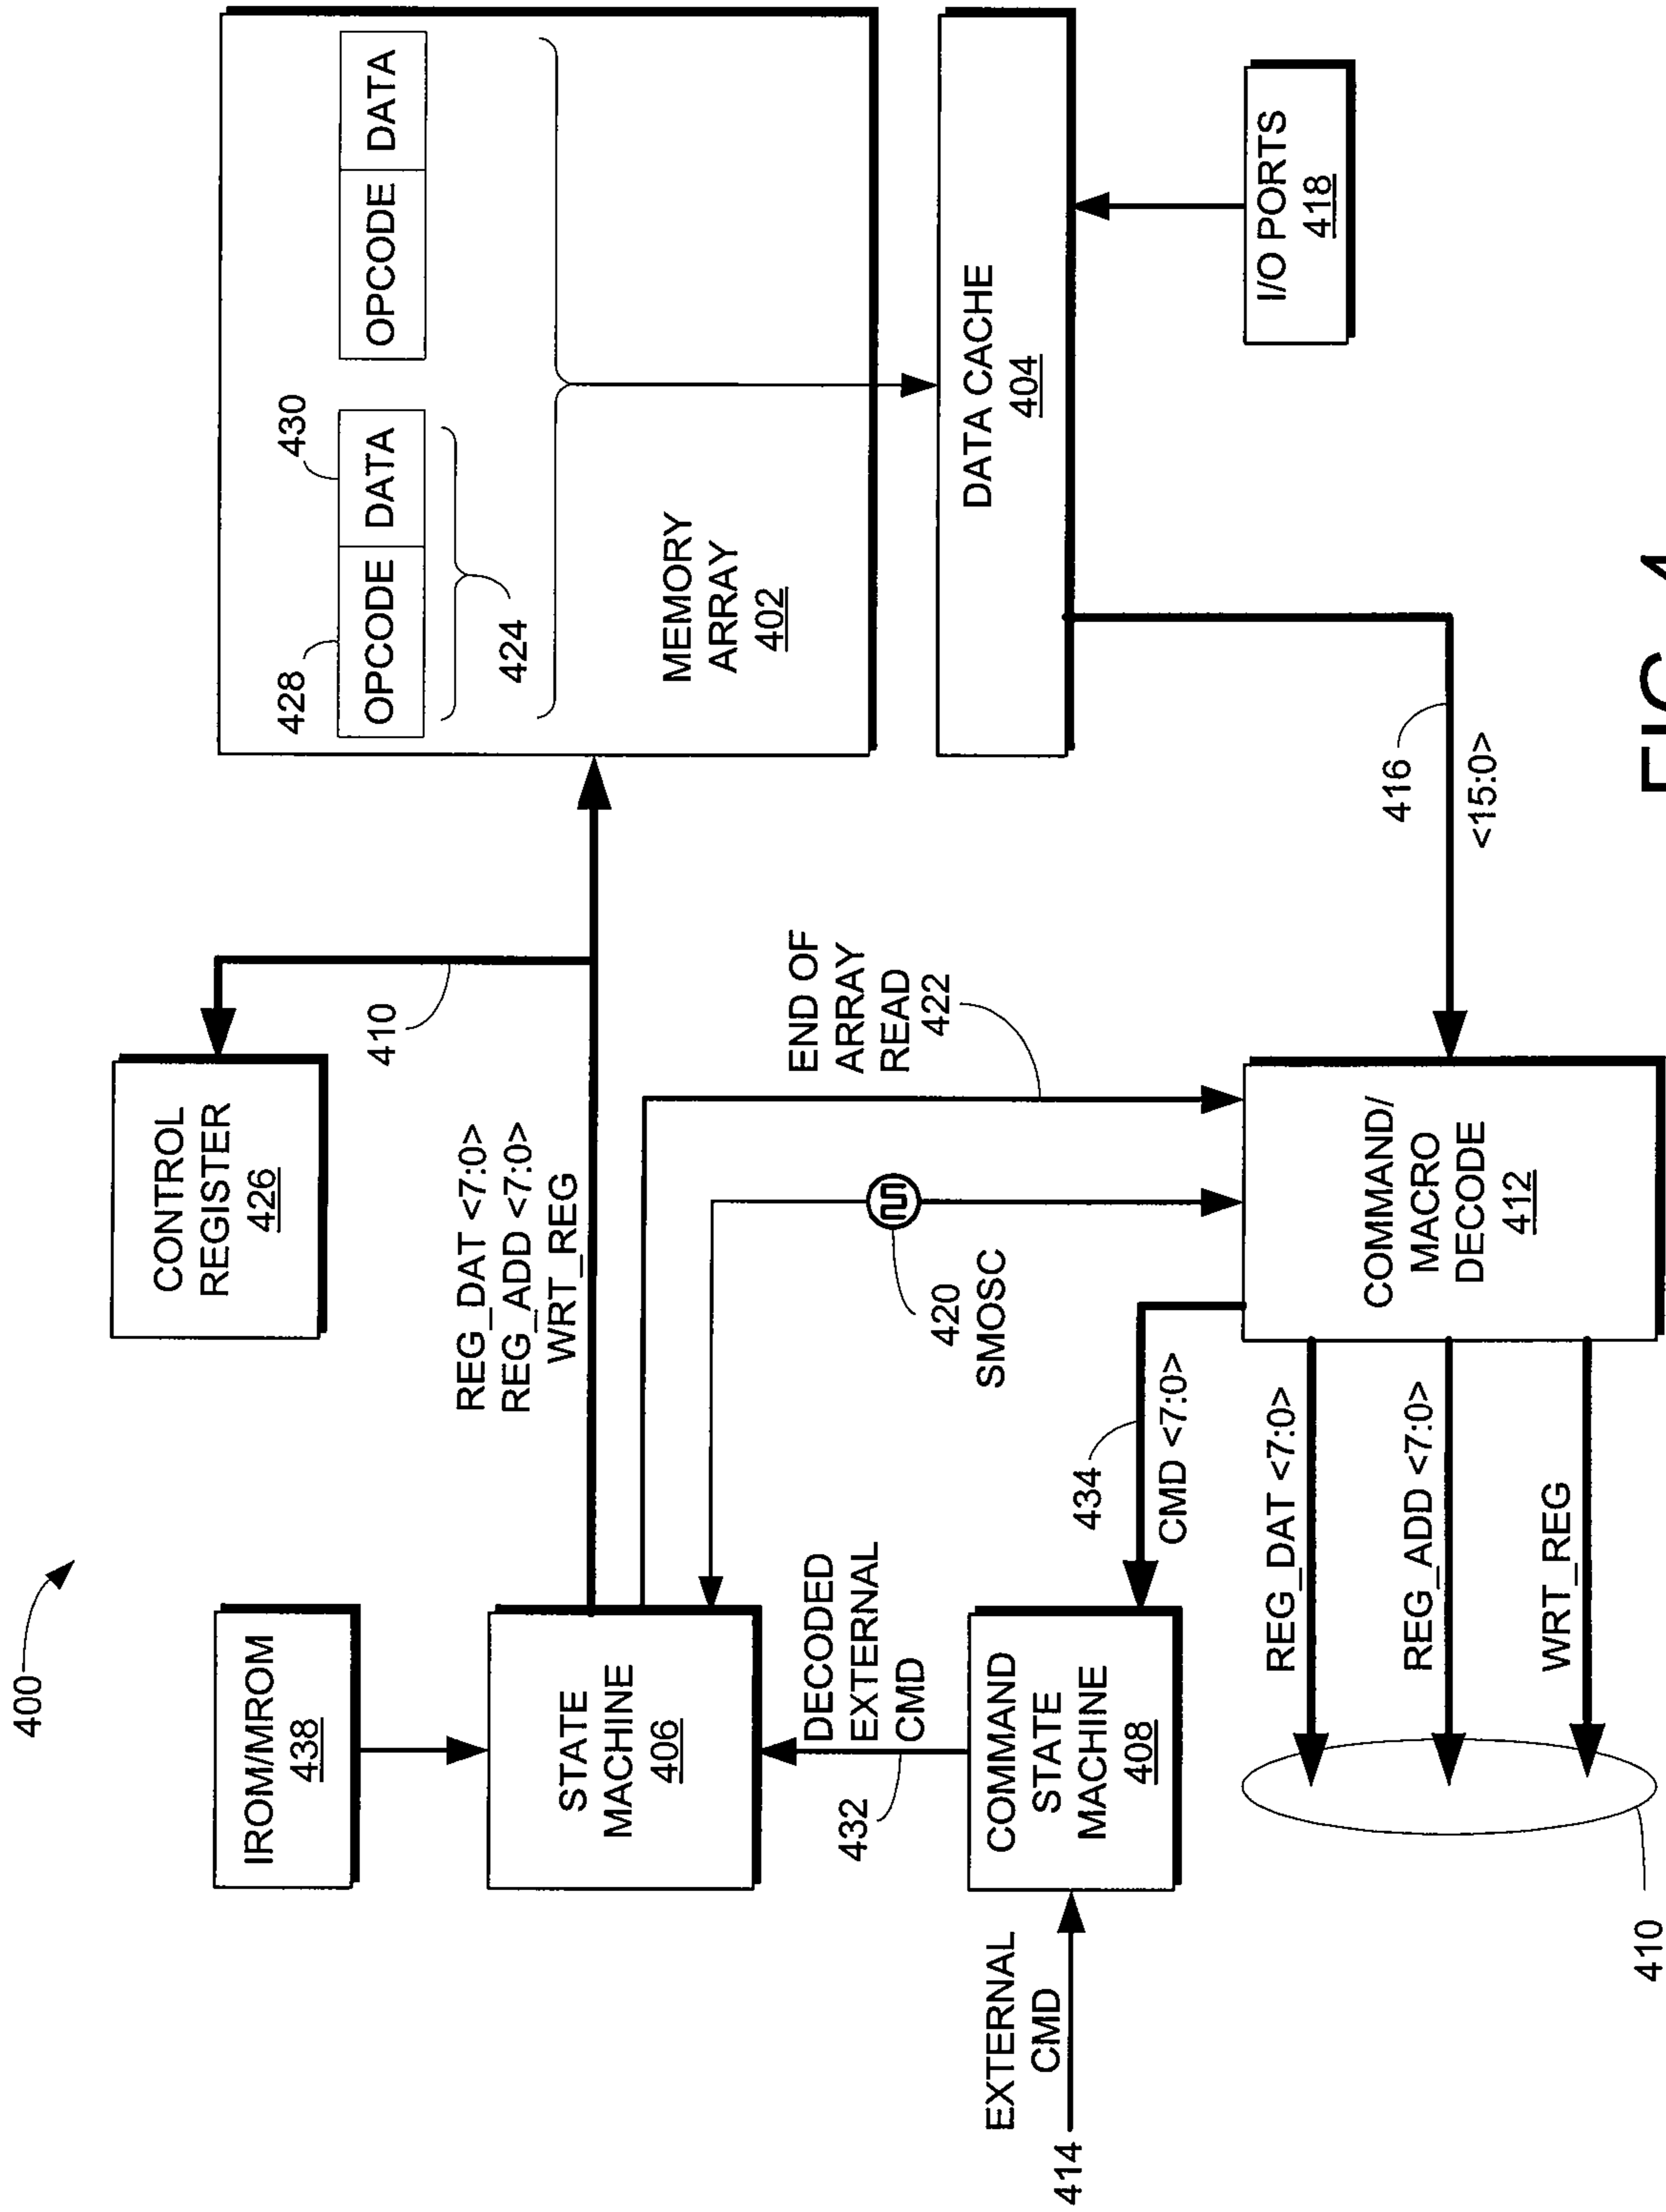 400
IROM/MROM
438
STATE
MACHINE
406
DECODED
EXTERNAL
CMD
432
COMMAND
STATE
MACHINE
408
EXTERNAL
CMD
414
CONTROL
REGISTER
426
410
REG_DAT <7:0>
REG_ADD <7:0>
WRT_REG
END OF
ARRAY
READ
422
420
SMOSC
434
CMD <7:0>
COMMAND/
MACRO
DECODE
412
REG_DAT <7:0>
REG_ADD <7:0>
WRT_REG
410
428
430
OPCODE DATA
OPCODE DATA
424
MEMORY
ARRAY
402
DATA CACHE
404
416
<15:0>
I/O PORTS
418